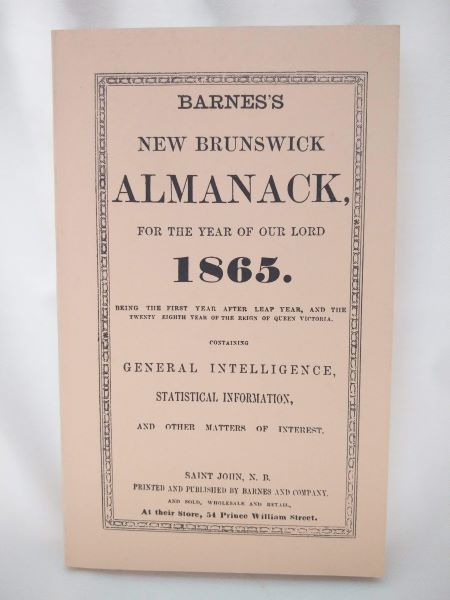 BARNES'S
NEW BRUNSWICK
ALMANACK,
FOR THE YEAR OF OUR LORD
1865.
BEING THE FIRST YEAR AFTER LEAP YEAR, AND THE
TWENTY EIGHTH YEAR OF THE REIGN OF QUEEN VICTORIA.
CONTAINING
GENERAL INTELLIGENCE,
STATISTICAL INFORMATION,
AND OTHER MATTERS OF INTEREST.
SAINT JOHN, N. B.
PRINTED AND PUBLISHED BY BARNES AND COMPANY.
AND SOLD, WHOLESALE AND RETAIL,
At their Store, 54 Prince William Street.